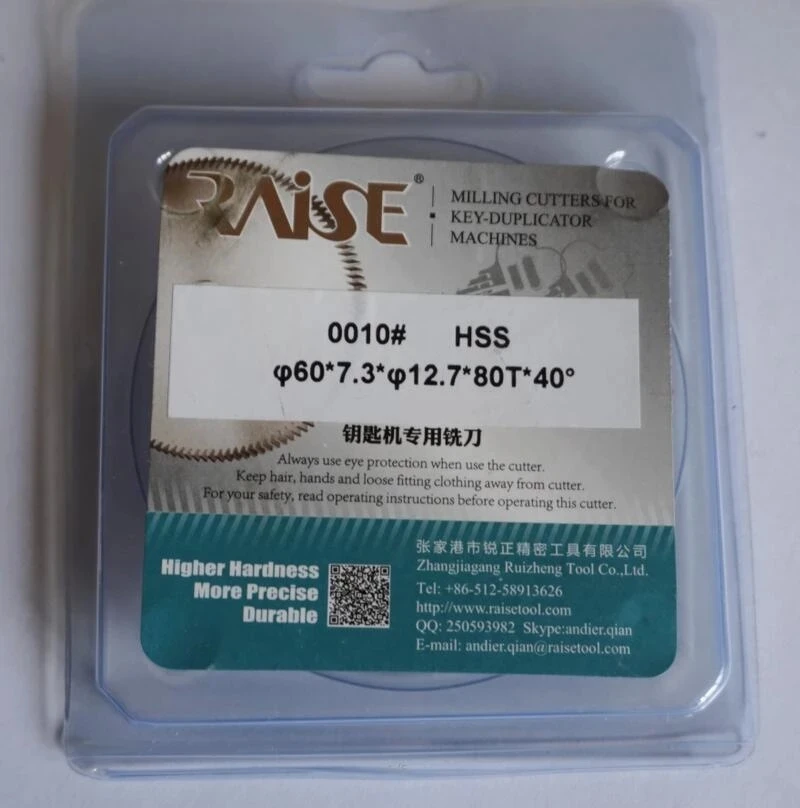 RAiSE®
MILLING CUTTERS FOR
KEY-DUPLICATOR
MACHINES
0010# HSS
φ60*7.3*φ12.7*80T*40°
钥匙机专用铣刀
Always use eye protection when use the cutter.
Keep hair, hands and loose fitting clothing away from cutter.
For your safety, read operating instructions before operating this cutter.
Higher Hardness
More Precise
Durable
张家港市锐正精密工具有限公司
Zhangjiagang Ruizheng Tool Co.,Ltd.
Tel: +86-512-58913626
http://www.raisetool.com
QQ: 250593982 Skype:andier.qian
E-mail: andier.qian@raisetool.com